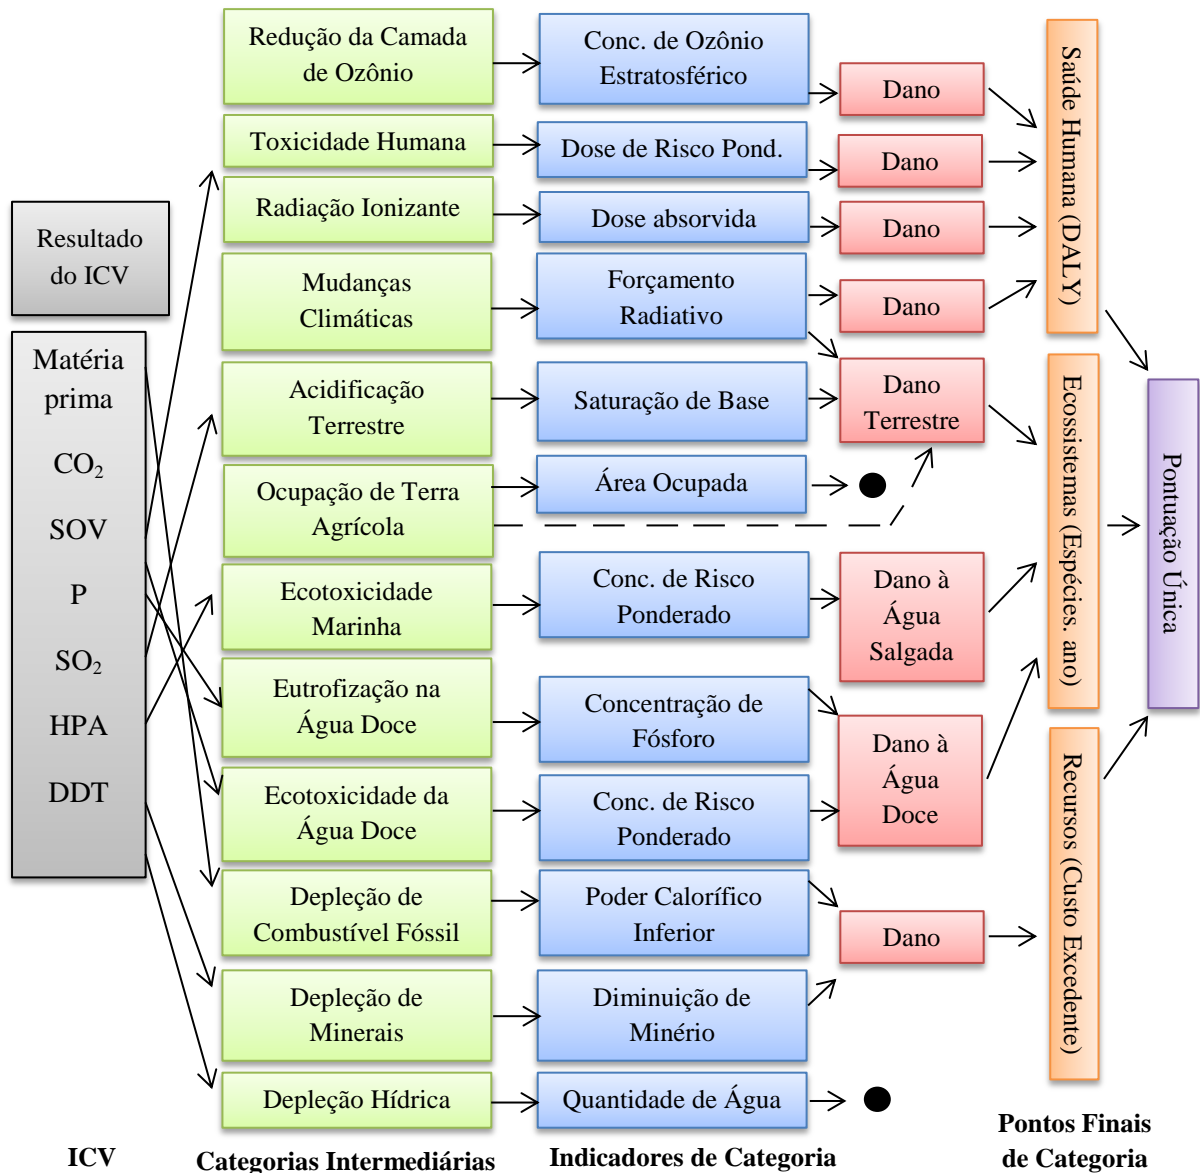 Resultado
do ICV
Matéria
prima
CO₂
SOV
P
SO₂
HPA
DDT
ICV
Redução da Camada
de Ozônio
Toxicidade Humana
Radiação Ionizante
Mudanças
Climáticas
Acidificação
Terrestre
Ocupação de Terra
Agrícola
Ecotoxicidade
Marinha
Eutrofização na
Água Doce
Ecotoxicidade da
Água Doce
Depleção de
Combustível Fóssil
Depleção de
Minerais
Depleção Hídrica
Categorias Intermediárias
Conc. de Ozônio
Estratosférico
Dose de Risco Pond.
Dose absorvida
Forçamento
Radiativo
Saturação de Base
Área Ocupada
Conc. de Risco
Ponderado
Concentração de
Fósforo
Conc. de Risco
Ponderado
Poder Calorífico
Inferior
Diminuição de
Minério
Quantidade de Água
Indicadores de Categoria
Dano
Dano
Dano
Dano
Dano
Terrestre
Dano à
Água
Salgada
Dano à
Água
Doce
Dano
Saúde Humana (DALY)
Ecossistemas (Espécies. ano)
Recursos (Custo Excedente)
Pontos Finais
de Categoria
Pontuação Única